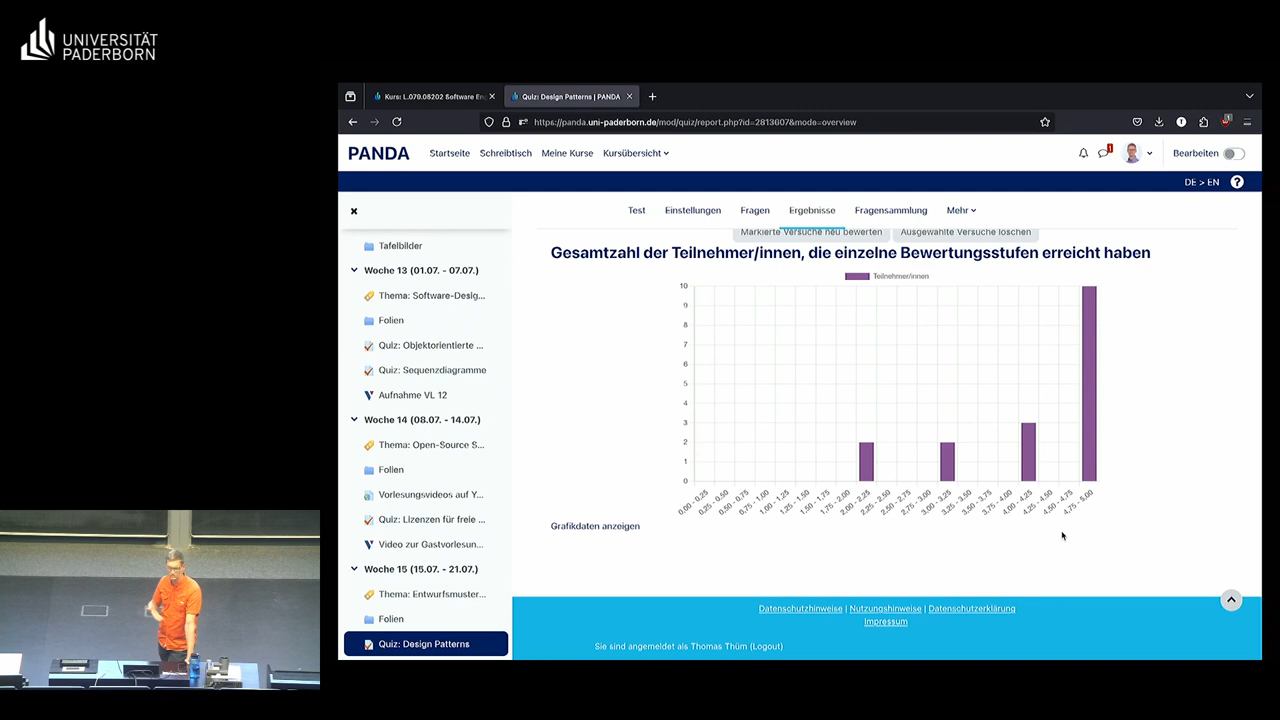 UNIVERSITÄT
PADERBORN
Kurs: L.079.05202 Software En
Quiz: Design Patterns | PANDA
https://panda.uni-paderborn.de/mod/quiz/report.php?id=2813607&mode=overview
PANDA
Startseite
Schreibtisch
Meine Kurse
Kursübersicht
1
Bearbeiten
DE > EN
Test
Einstellungen
Fragen
Ergebnisse
Fragensammlung
Mehr
Tafelbilder
Woche 13 (01.07. - 07.07.)
Thema: Software-Desig...
Folien
Quiz: Objektorientierte ...
Quiz: Sequenzdiagramme
Aufnahme VL 12
Woche 14 (08.07. - 14.07.)
Thema: Open-Source S...
Folien
Vorlesungsvideos auf Y...
Quiz: Lizenzen für freie ...
Video zur Gastvorlesun...
Woche 15 (15.07. - 21.07.)
Thema: Entwurfsmuster...
Folien
Quiz: Design Patterns
Markierte Versuche neu bewerten
Ausgewählte Versuche löschen
Gesamtzahl der Teilnehmer/innen, die einzelne Bewertungsstufen erreicht haben
Teilnehmer/innen
10
9
8
7
6
5
4
3
2
1
0
0,00 - 0,25
0,25 - 0,50
0,50 - 0,75
0,75 - 1,00
1,00 - 1,25
1,25 - 1,50
1,50 - 1,75
1,75 - 2,00
2,00 - 2,25
2,25 - 2,50
2,50 - 2,75
2,75 - 3,00
3,00 - 3,25
3,25 - 3,50
3,50 - 3,75
3,75 - 4,00
4,00 - 4,25
4,25 - 4,50
4,50 - 4,75
4,75 - 5,00
Grafikdaten anzeigen
Datenschutzhinweise | Nutzungshinweise | Datenschutzerklärung
Impressum
Sie sind angemeldet als Thomas Thüm (Logout)